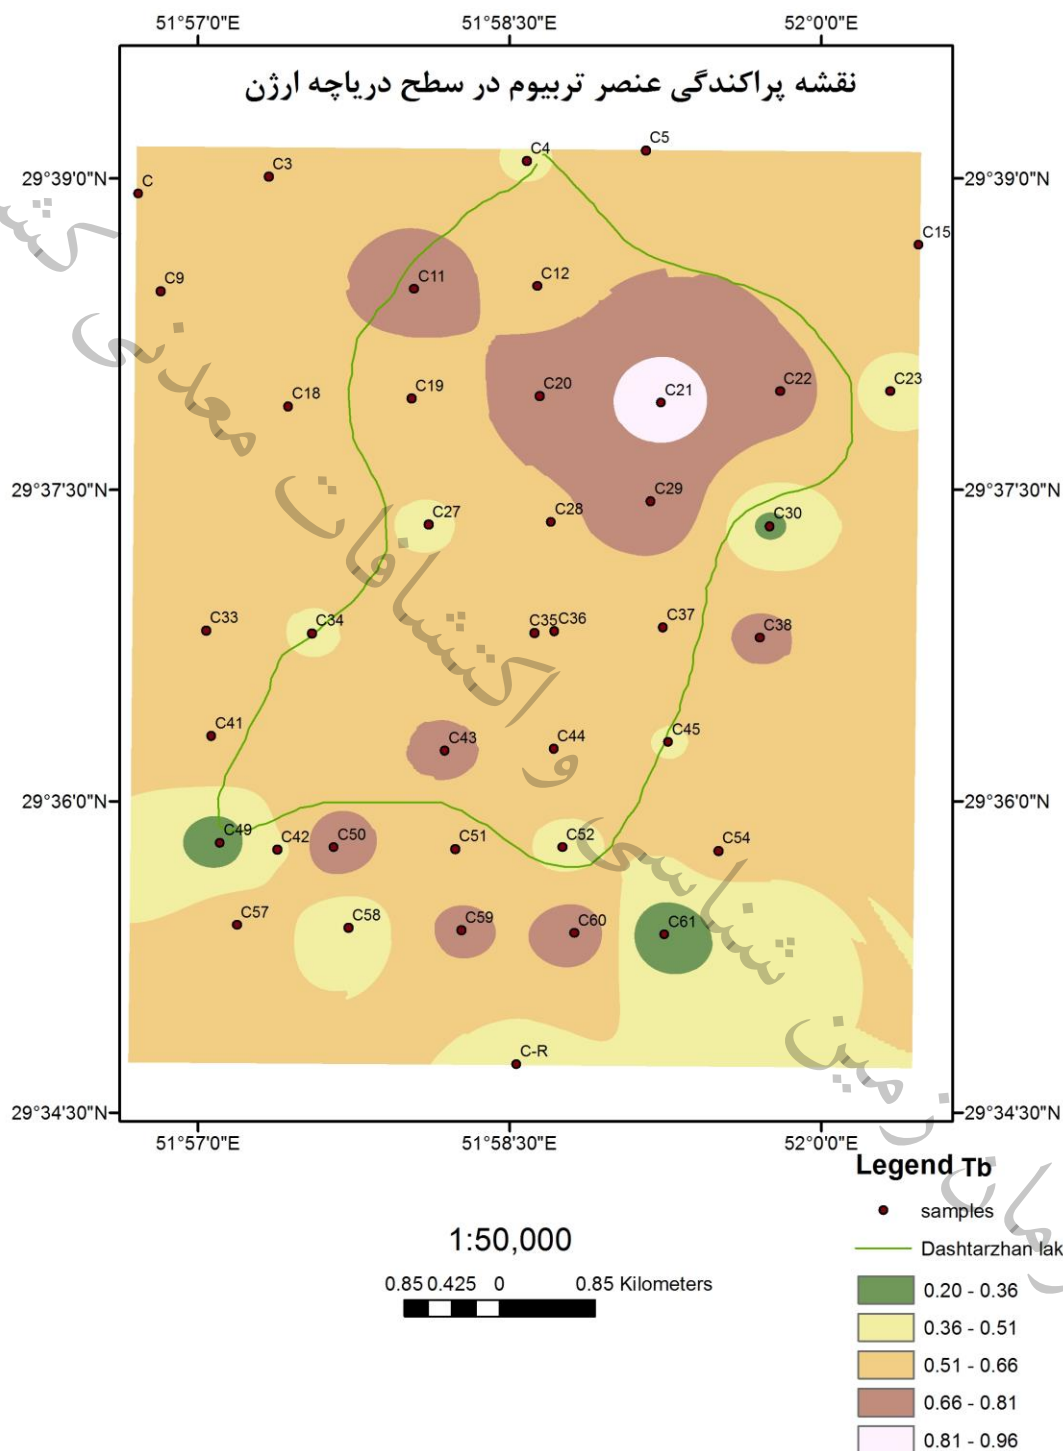 51°57'0"E 51°58'30"E 52°0'0"E
نقشه پراکندگی عنصر تربیوم در سطح دریاچه ارژن
C4 C5
29°39'0"N C C3 29°39'0"N
C15
C9 C11 C12
C18 C19 C20 C21 C22 C23
29°37'30"N C29 29°37'30"N
C27 C28 C30
C33 C34 C35 C36 C37 C38
C41 C43 C44 C45
29°36'0"N 29°36'0"N
C49 C42 C50 C51 C52 C54
C57 C58 C59 C60 C61
C-R
29°34'30"N 29°34'30"N
51°57'0"E 51°58'30"E 52°0'0"E
Legend Tb
samples
1:50,000
Dashtarzhan lak
0.85 0.425 0 0.85 Kilometers
0.20 - 0.36
0.36 - 0.51
0.51 - 0.66
0.66 - 0.81
0.81 - 0.96
زمین شناسی و اکتشافات معدنی